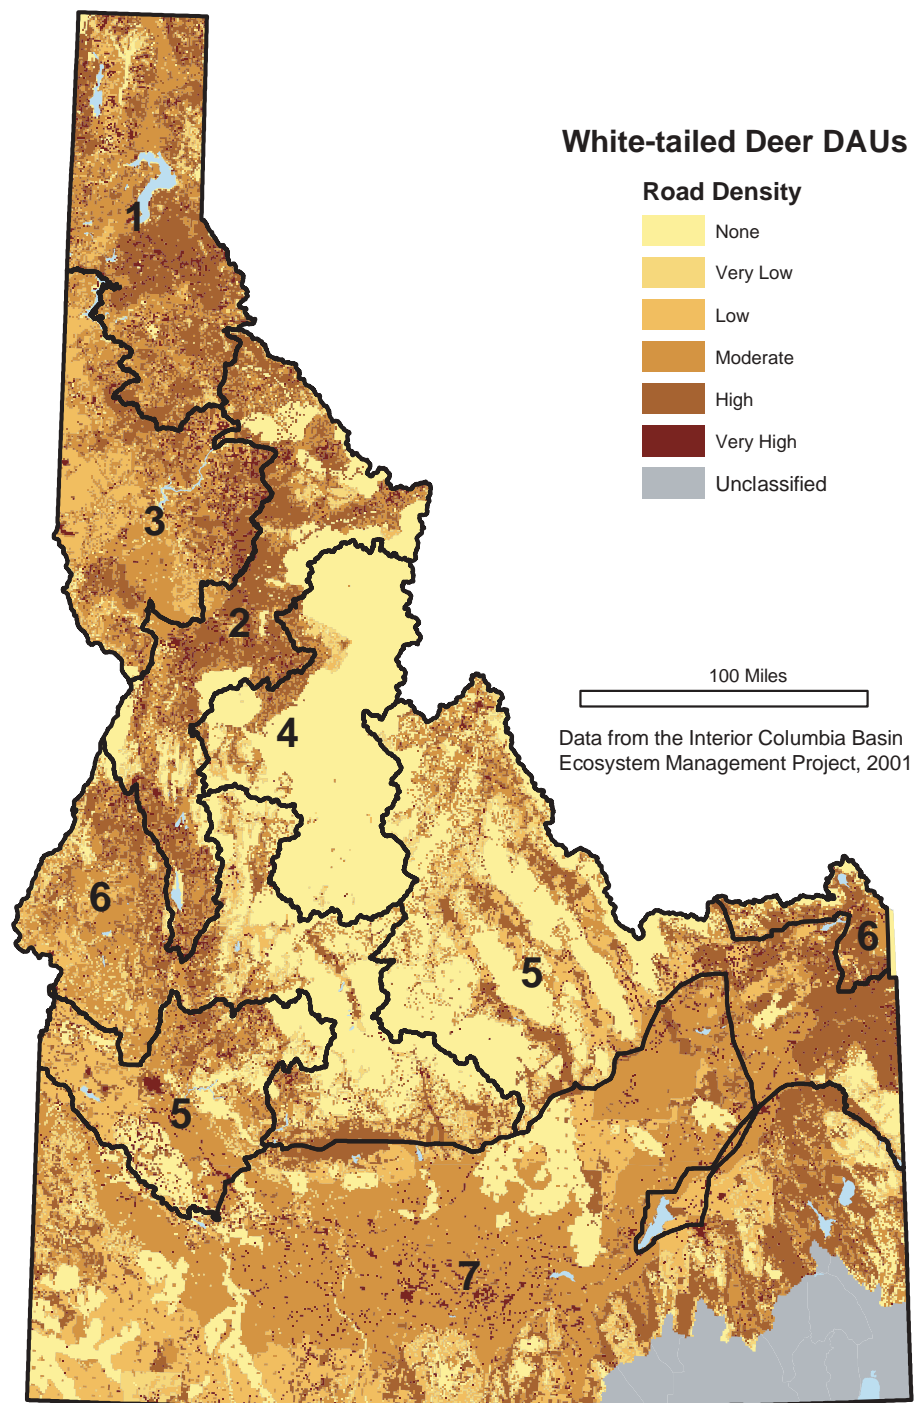 White-tailed Deer DAUs
Road Density
None
Very Low
Low
Moderate
High
Very High
Unclassified
1
3
2
100 Miles
4
Data from the Interior Columbia Basin
Ecosystem Management Project, 2001
6
6
5
5
7